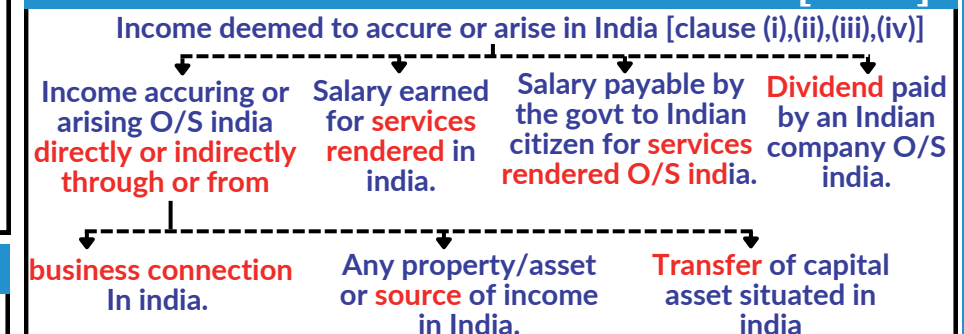 Income deemed to accure or arise in India [clause (i),(ii),(iii),(iv)]
Income accuring or
arising O/S india
directly or indirectly
through or from
Salary earned
for services
rendered in
india.
Salary payable by
the govt to Indian
citizen for services
rendered O/S india.
Dividend paid
by an Indian
company O/S
india.
business connection
In india.
Any property/asset
or source of income
in India.
Transfer of capital
asset situated in
india